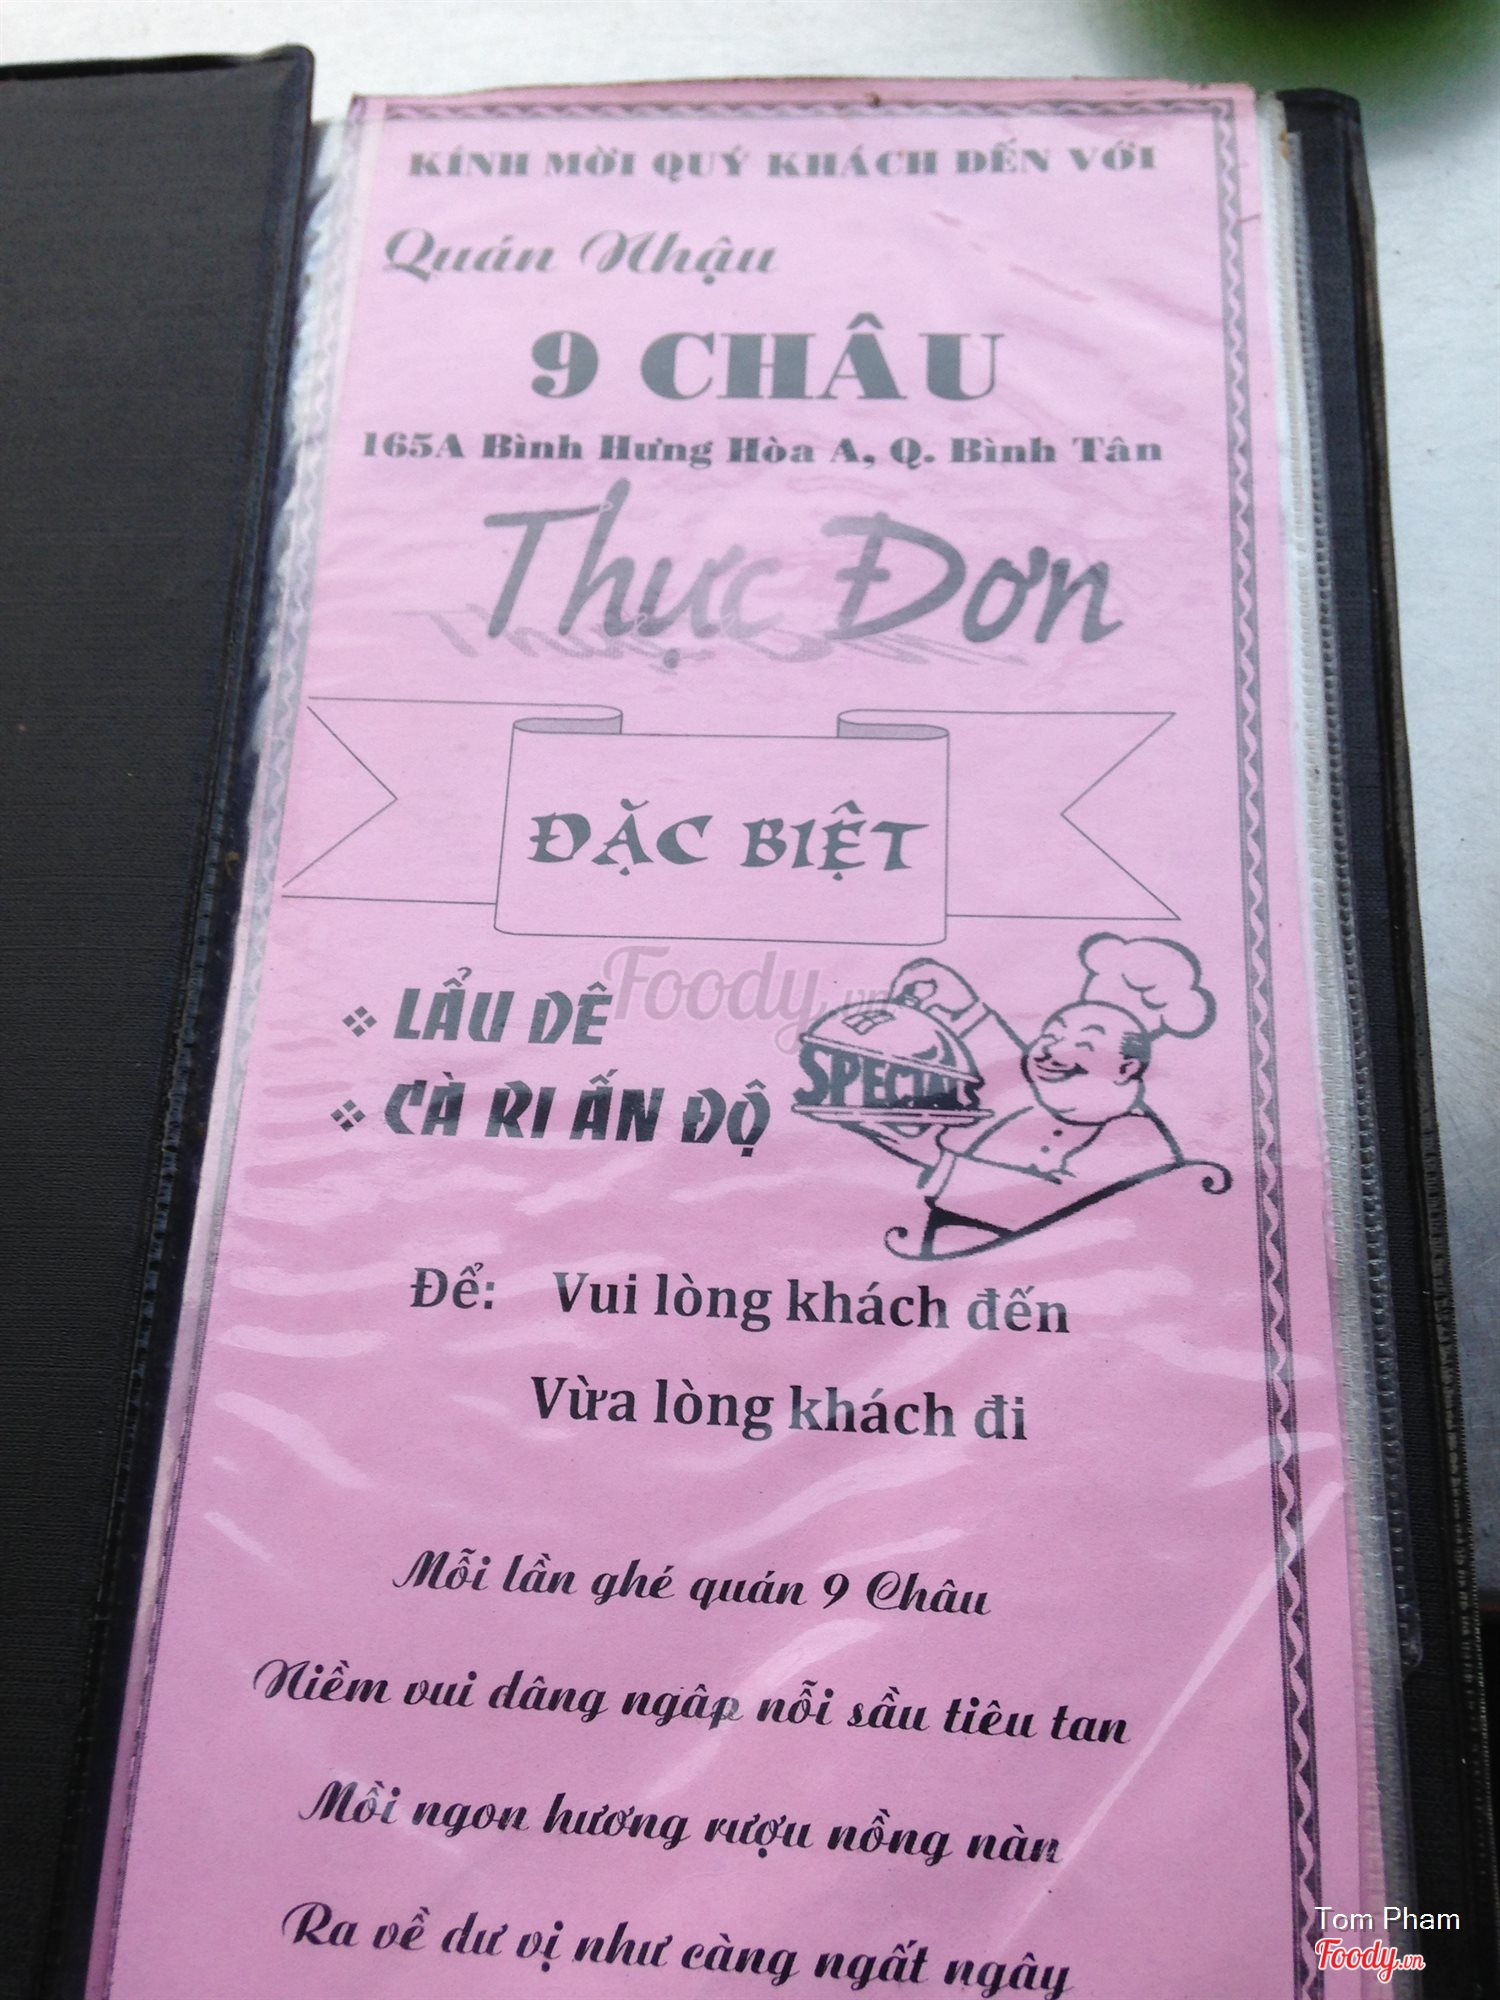 KÍNH MỜI QUÝ KHÁCH ĐẾN VỚI
Quán Nhậu
9 CHÂU
165A Bình Hưng Hòa A, Q. Bình Tân
Thực Đơn
ĐẶC BIỆT
Foody.vn
❖ LẨU DÊ
❖ CÀ RI ẤN ĐỘ
SPECIALS
Để: Vui lòng khách đến
Vừa lòng khách đi
Mỗi lần ghé quán 9 Châu
Niềm vui dâng ngâp nỗi sầu tiêu tan
Mồi ngon hương rượu nồng nàn
Ra về dư vị như càng ngất ngây
Tom Pham
Foody.vn